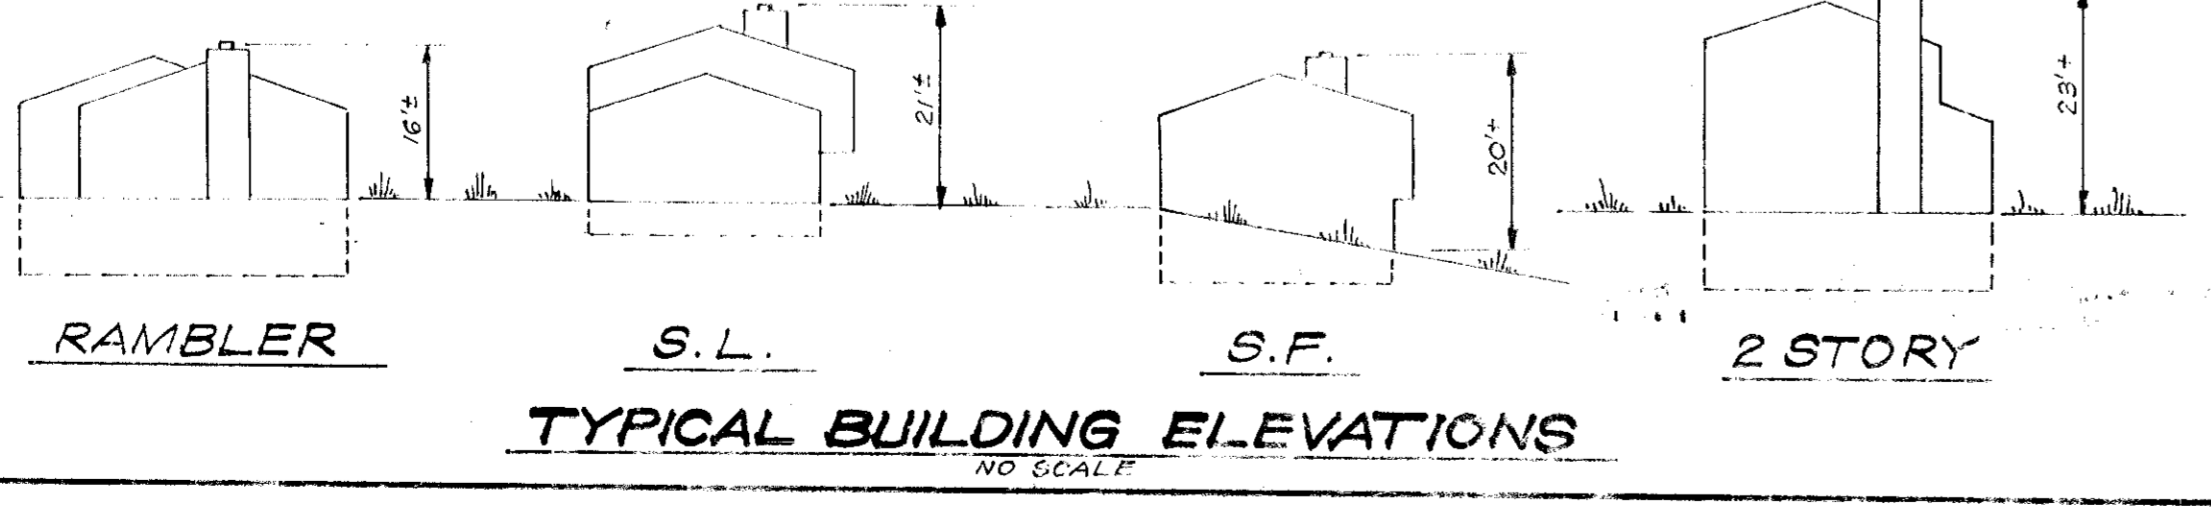 16'±
21'±
20'+
23'+
RAMBLER
S.L.
S.F.
2 STORY
TYPICAL BUILDING ELEVATIONS
NO SCALE